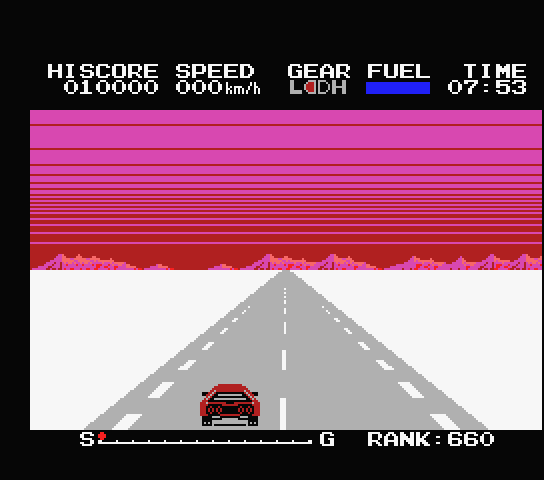 HISCORE SPEED GEAR FUEL TIME
010000 000km/h LODH 07:53
S G RANK:660